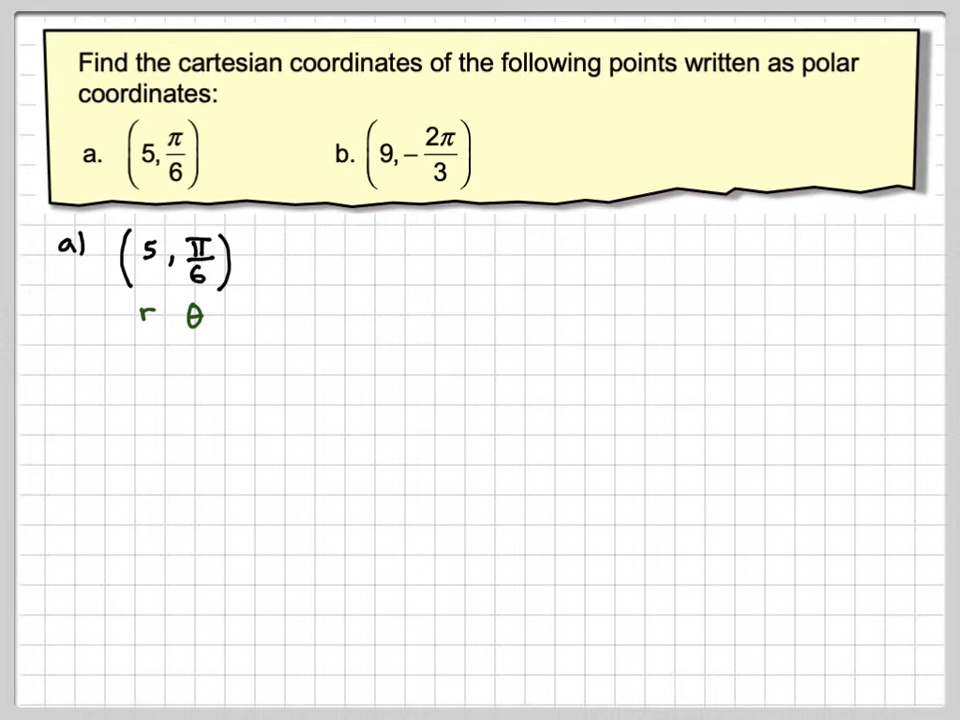 Find the cartesian coordinates of the following points written as polar
coordinates:
a. (5, π/6) b. (9, −2π/3)
a) (5, π/6)
r θ